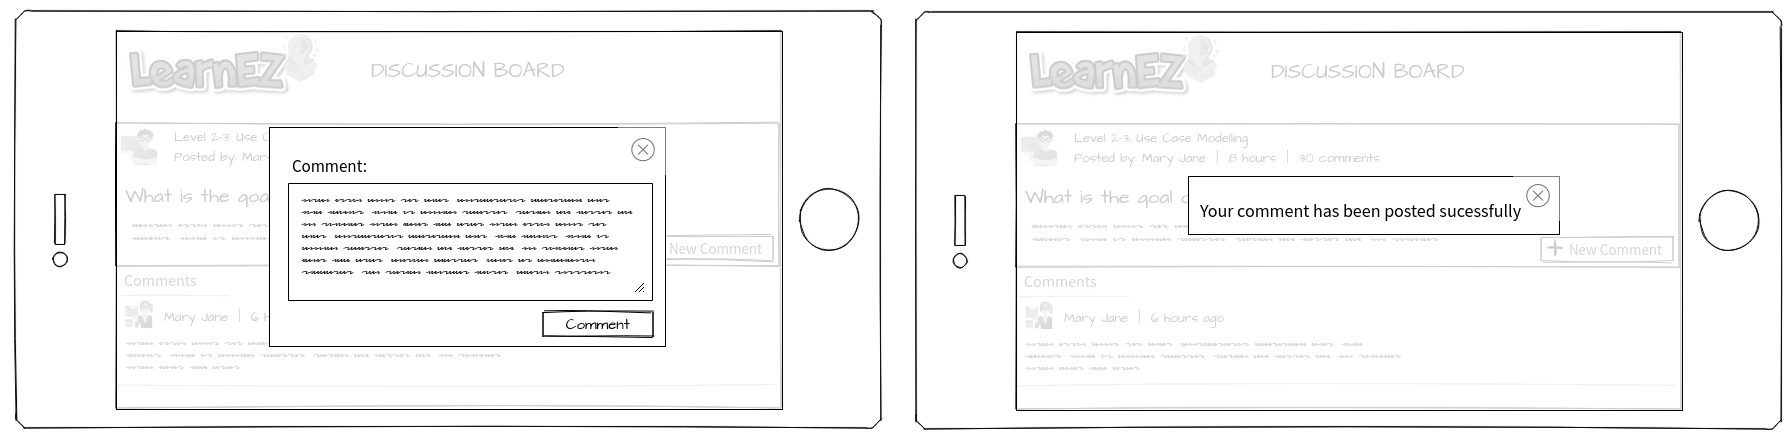 LearnEZ
DISCUSSION BOARD
Level 2-3: Use C
Posted by: Mary
What is the goa
New Comment
Comments
Mary Jane | 6 h
Comment:
Comment
LearnEZ
DISCUSSION BOARD
Level 2-3: Use Case Modelling
Posted by: Mary Jane | 8 hours | 30 comments
What is the goal o
Your comment has been posted sucessfully
+ New Comment
Comments
Mary Jane | 6 hours ago